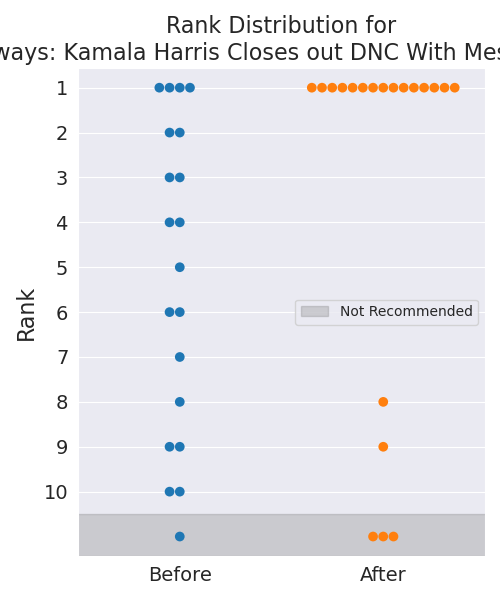 Rank Distribution for
ways: Kamala Harris Closes out DNC With Mes
1
2
3
4
5
6
7
8
9
10
Rank
Not Recommended
Before
After